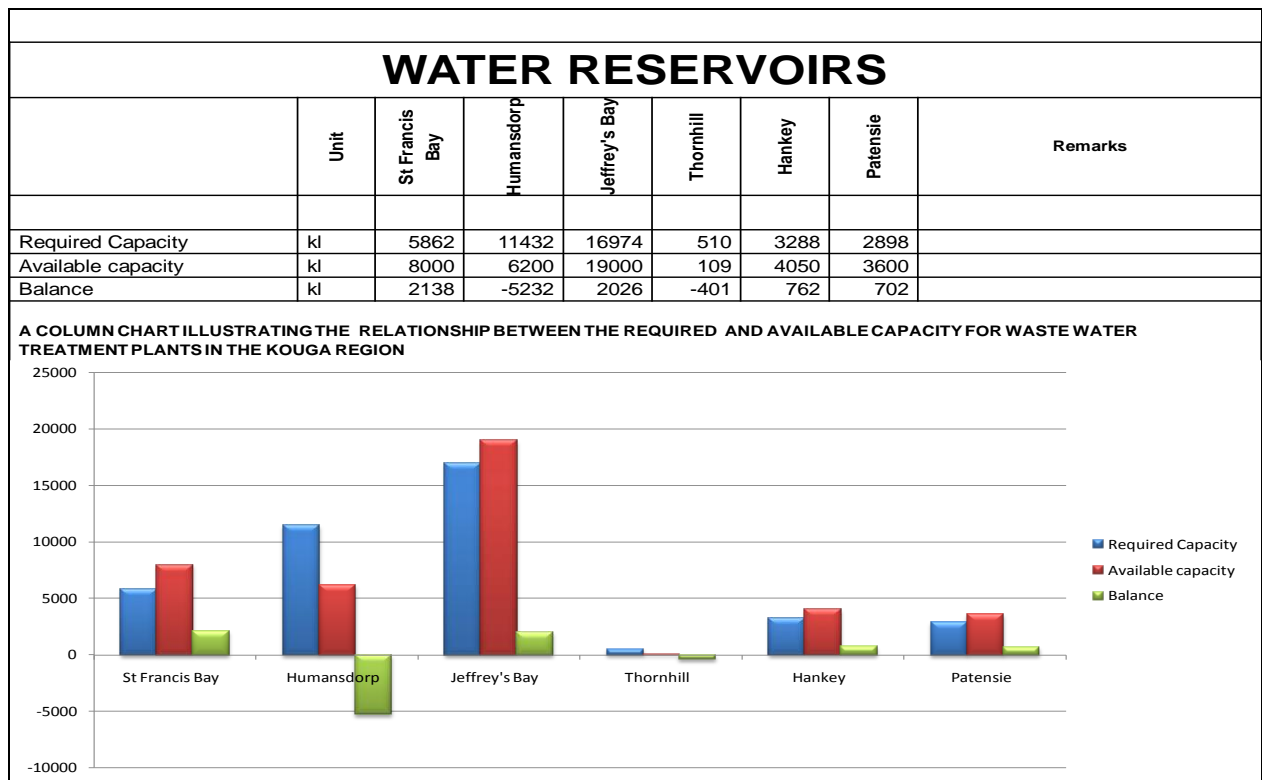 WATER RESERVOIRS
Unit
St Francis
Bay
Humansdorp
Jeffrey's Bay
Thornhill
Hankey
Patensie
Remarks
Required Capacity kl 5862 11432 16974 510 3288 2898
Available capacity kl 8000 6200 19000 109 4050 3600
Balance kl 2138 -5232 2026 -401 762 702
A COLUMN CHART ILLUSTRATING THE RELATIONSHIP BETWEEN THE REQUIRED AND AVAILABLE CAPACITY FOR WASTE WATER
TREATMENT PLANTS IN THE KOUGA REGION
25000
20000
15000
10000
5000
0
-5000
-10000
St Francis Bay Humansdorp Jeffrey's Bay Thornhill Hankey Patensie
Required Capacity
Available capacity
Balance